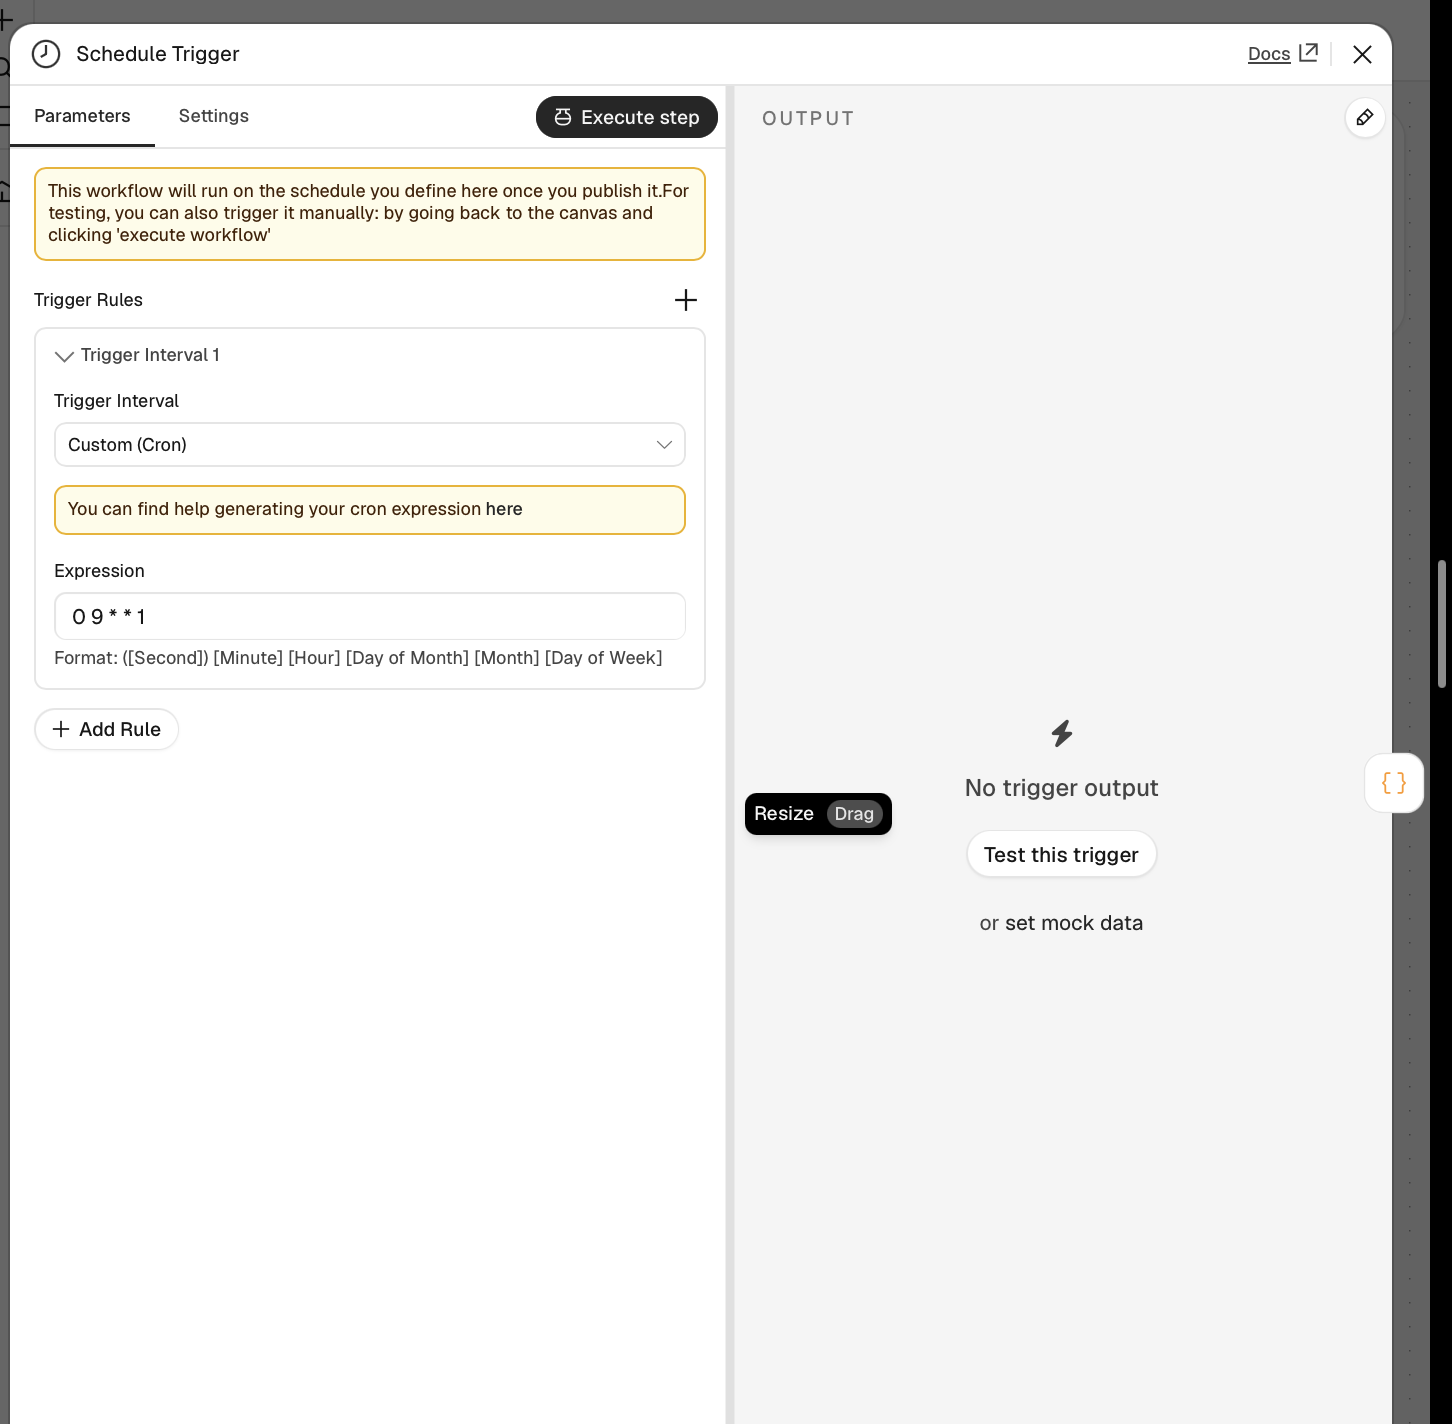 Schedule Trigger
Docs
Parameters
Settings
Execute step
OUTPUT
This workflow will run on the schedule you define here once you publish it.For
testing, you can also trigger it manually: by going back to the canvas and
clicking 'execute workflow'
Trigger Rules
Trigger Interval 1
Trigger Interval
Custom (Cron)
You can find help generating your cron expression here
Expression
0 9 * * 1
Format: ([Second]) [Minute] [Hour] [Day of Month] [Month] [Day of Week]
Add Rule
No trigger output
Resize Drag
Test this trigger
or set mock data